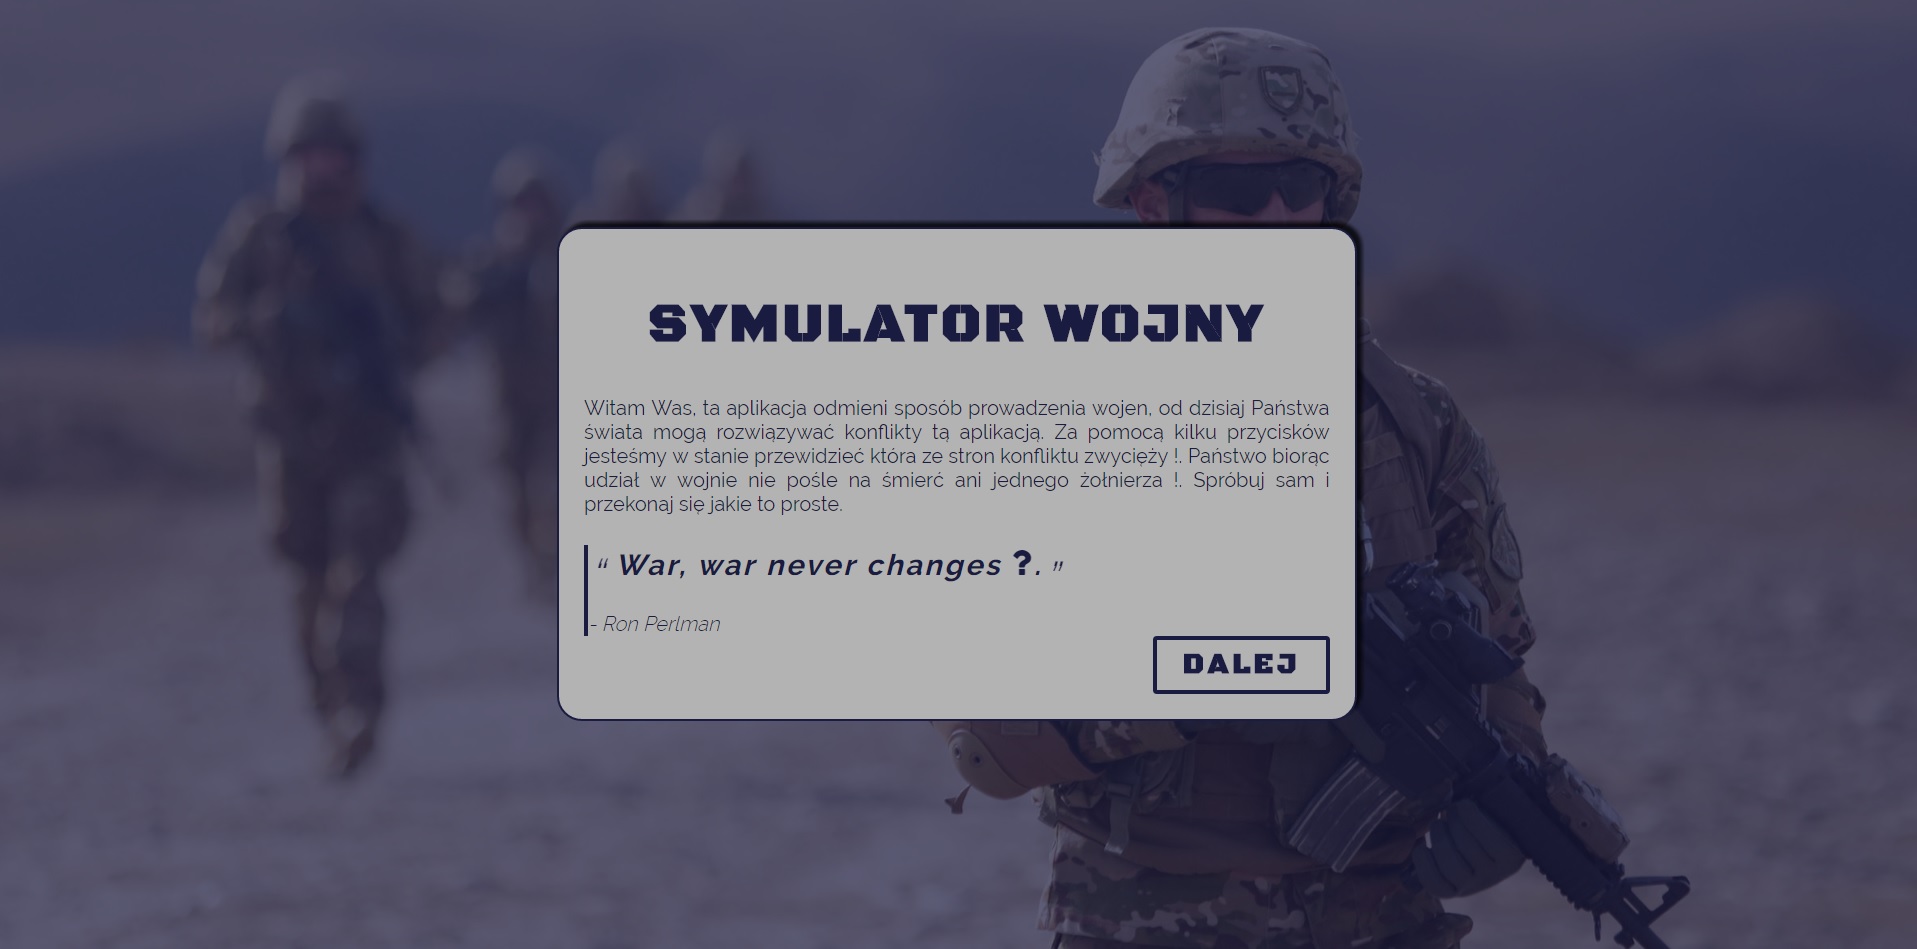 SYMULATOR WOJNY
Witam Was, ta aplikacja odmieni sposób prowadzenia wojen, od dzisiaj Państwa
świata mogą rozwiązywać konflikty tą aplikacją. Za pomocą kilku przycisków
jesteśmy w stanie przewidzieć która ze stron konfliktu zwycięży !. Państwo biorąc
udział w wojnie nie pośle na śmierć ani jednego żołnierza !. Spróbuj sam i
przekonaj się jakie to proste.
“ War, war never changes ?. ”
- Ron Perlman
DALEJ